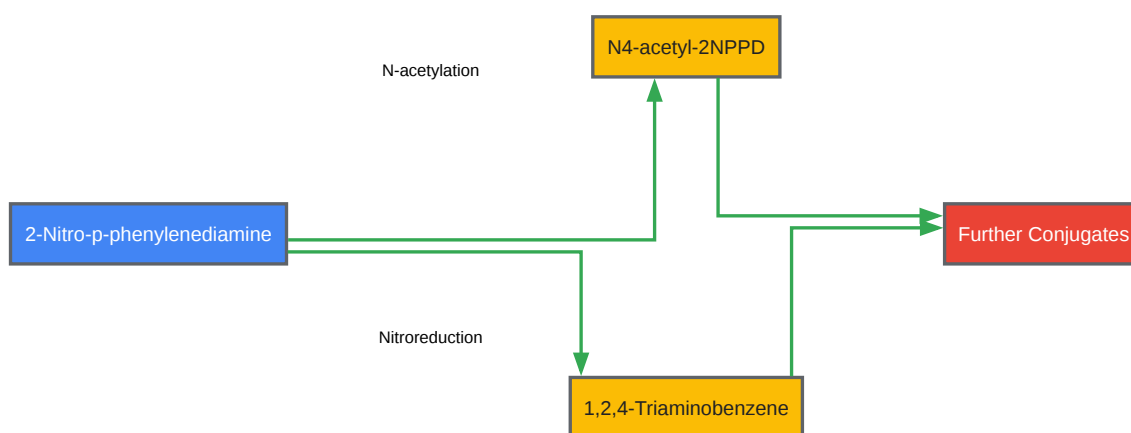 N4-acetyl-2NPPD
N-acetylation
2-Nitro-p-phenylenediamine
Further Conjugates
Nitroreduction
1,2,4-Triaminobenzene